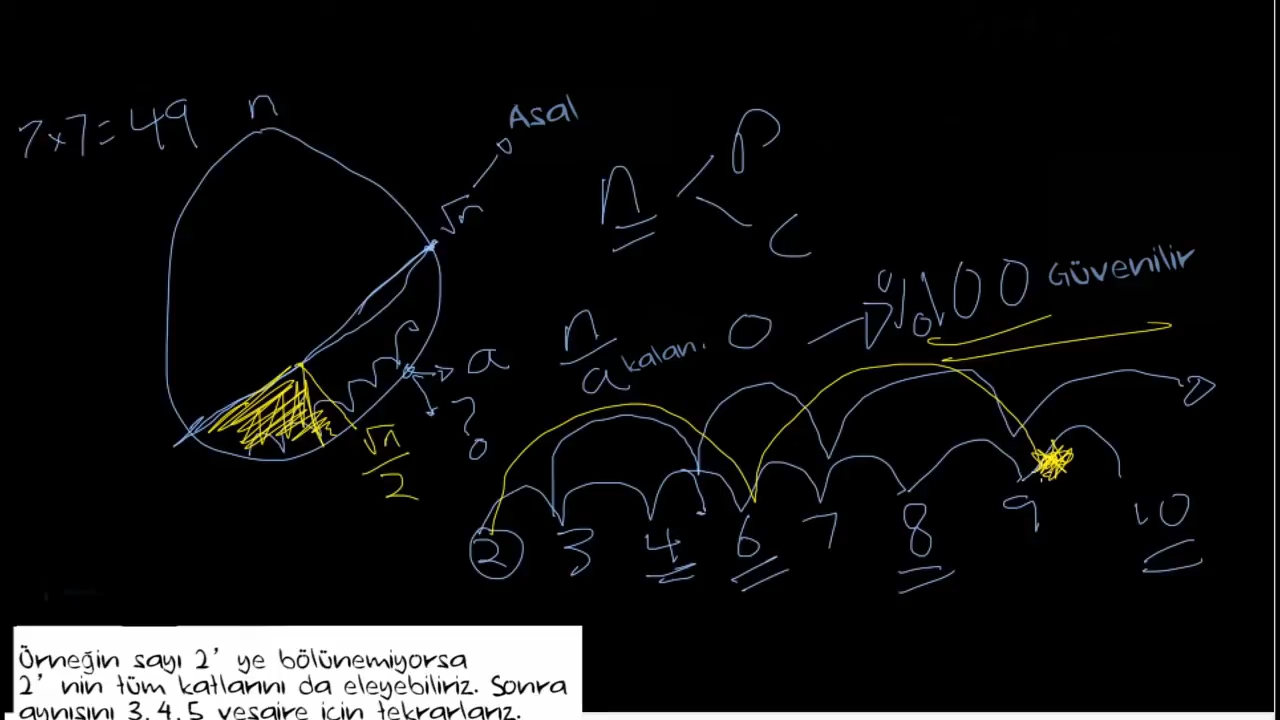 7x7=49
n
Asal
√n
n
P
C
a
?
√n/2
n/a kalan. 0
%100 Güvenilir
2 3 4 6 7 8 9 10
Örneğin sayı 2' ye bölünemiyorsa
2' nin tüm katlarını da eleyebiliriz. Sonra
aynısını 3, 4, 5 vesaire için tekrarlarız.